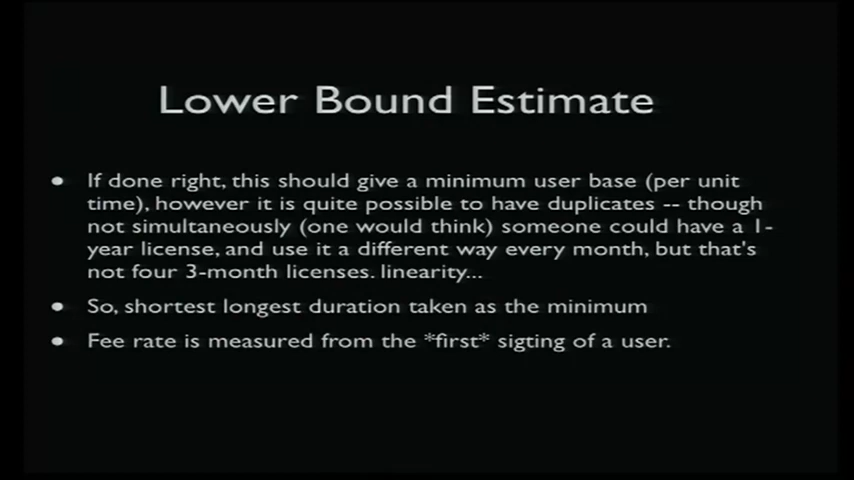 Lower Bound Estimate
If done right, this should give a minimum user base (per unit
time), however it is quite possible to have duplicates -- though
not simultaneously (one would think) someone could have a 1-
year license, and use it a different way every month, but that's
not four 3-month licenses. linearity...
So, shortest longest duration taken as the minimum
Fee rate is measured from the *first* sigting of a user.